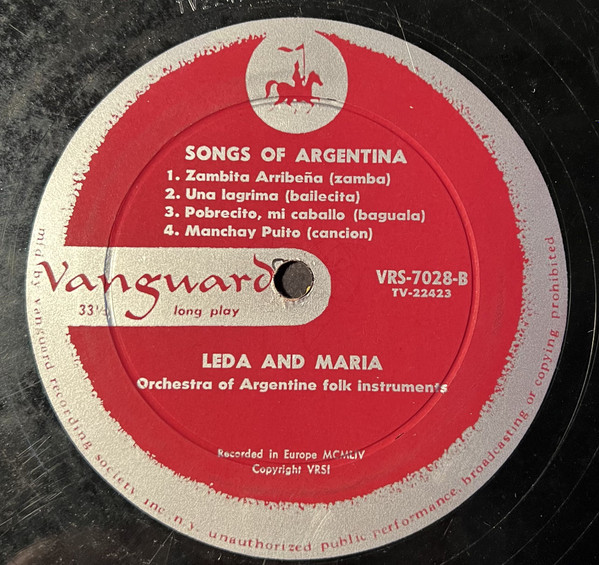 SONGS OF ARGENTINA
1. Zambita Arribeña (zamba)
2. Una lagrima (bailecita)
3. Pobrecito, mi caballo (baguala)
4. Manchay Puito (cancion)
Vanguard
33⅓ long play
VRS-7028-B
TV-22423
LEDA AND MARIA
Orchestra of Argentine folk instruments
Recorded in Europe MCMLIV
Copyright VRSI
mfd by vanguard recording society inc. n.y. unauthorized public performance, broadcasting or copying prohibited